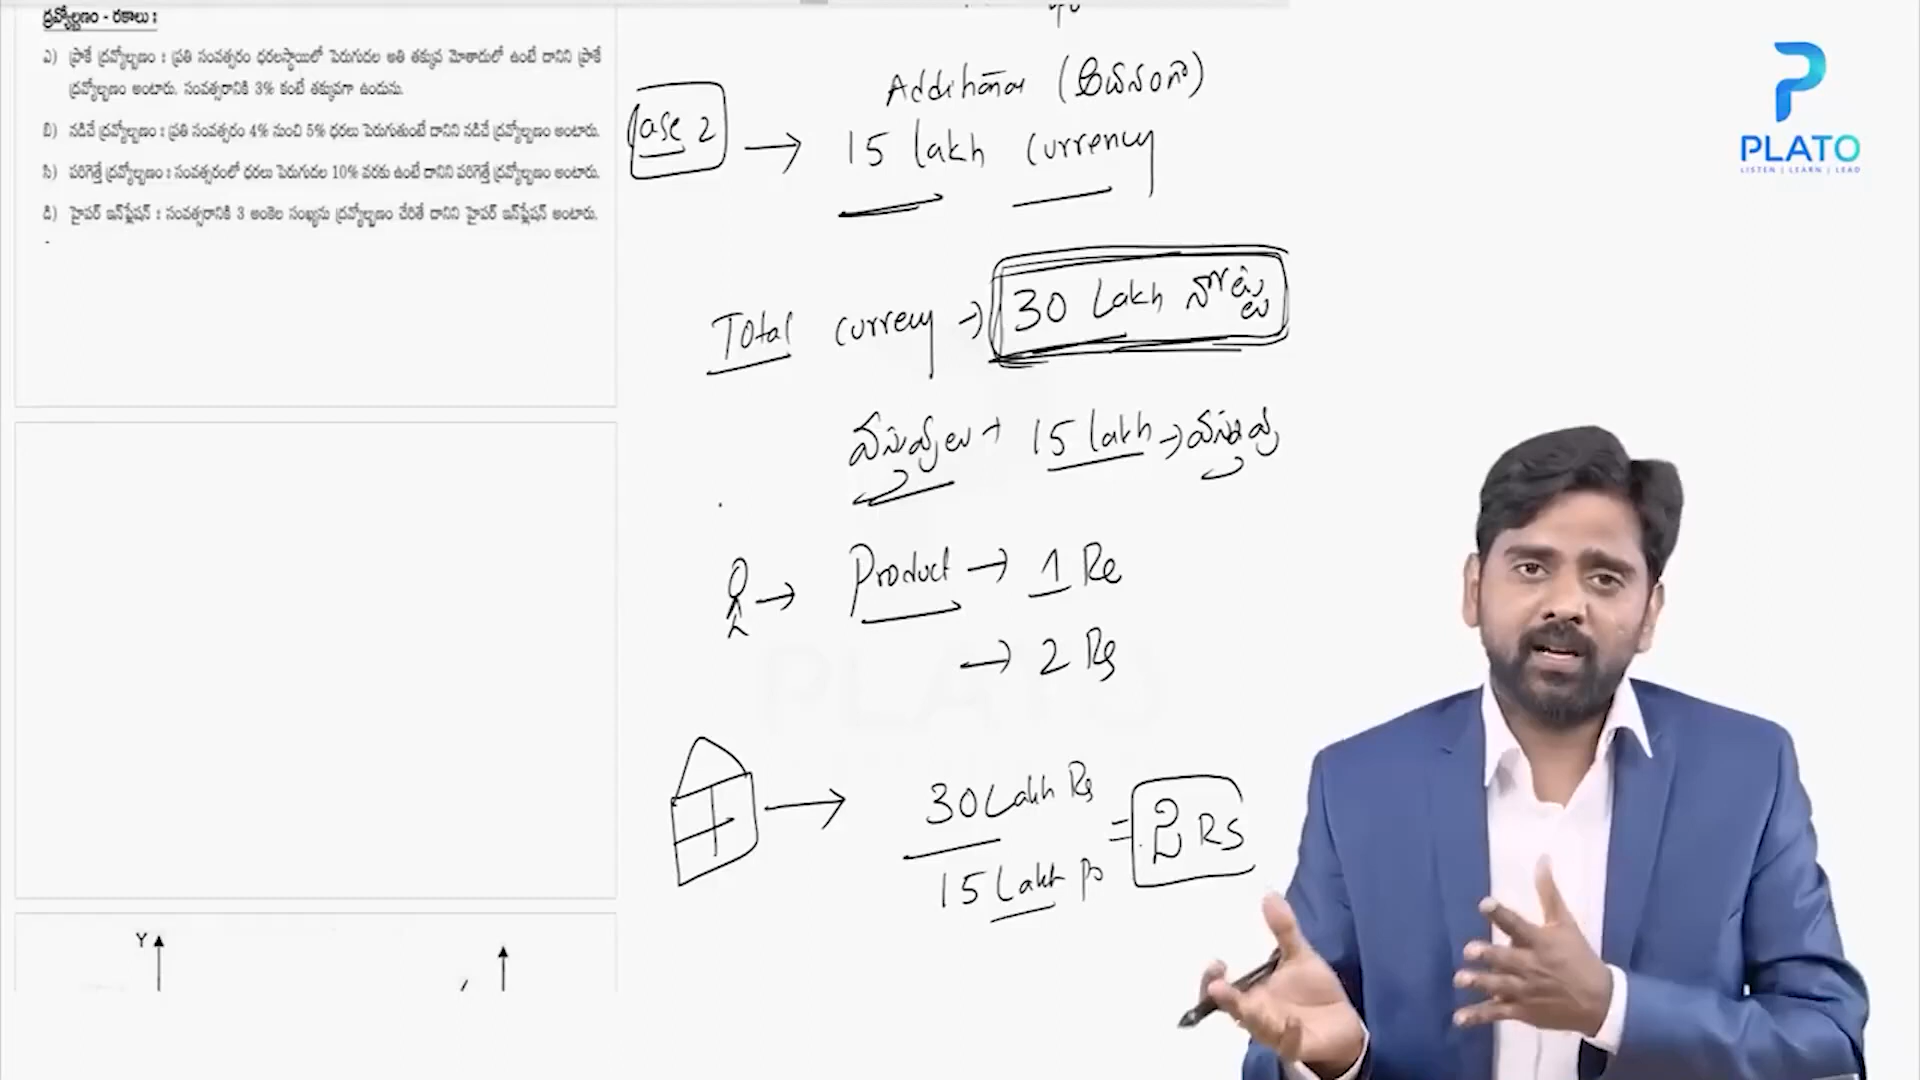 ద్రవ్యోల్బణం - రకాలు :
ఎ) ప్రాకే ద్రవ్యోల్బణం : ప్రతి సంవత్సరం ధరలస్థాయిలో పెరుగుదల అతి తక్కువ మోతాదులో ఉంటే దానిని ప్రాకే
ద్రవ్యోల్బణం అంటారు. సంవత్సరానికి 3% కంటే తక్కువగా ఉండును.
బి) నడిచే ద్రవ్యోల్బణం : ప్రతి సంవత్సరం 4% నుంచి 5% ధరలు పెరుగుతుంటే దానిని నడిచే ద్రవ్యోల్బణం అంటారు.
సి) పరిగెత్తే ద్రవ్యోల్బణం : సంవత్సరంలో ధరలు పెరుగుదల 10% వరకు ఉంటే దానిని పరిగెత్తే ద్రవ్యోల్బణం అంటారు.
డి) హైపర్ ఇన్‌ఫ్లేషన్ : సంవత్సరానికి 3 అంకెల సంఖ్యను ద్రవ్యోల్బణం చేరితే దానిని హైపర్ ఇన్‌ఫ్లేషన్ అంటారు.
Y
Case 2 → (అదనంగా)
15 lakh currency
Total currency → 30 Lakh నోట్లు
వస్తువులు → 15 lakh → వస్తువు
→ Product → 1 Re
→ 2 Rs
→ 30 Lakh Rs
15 Lakh = 2 RS
PLATO
PLATO
LISTEN | LEARN | LEAD